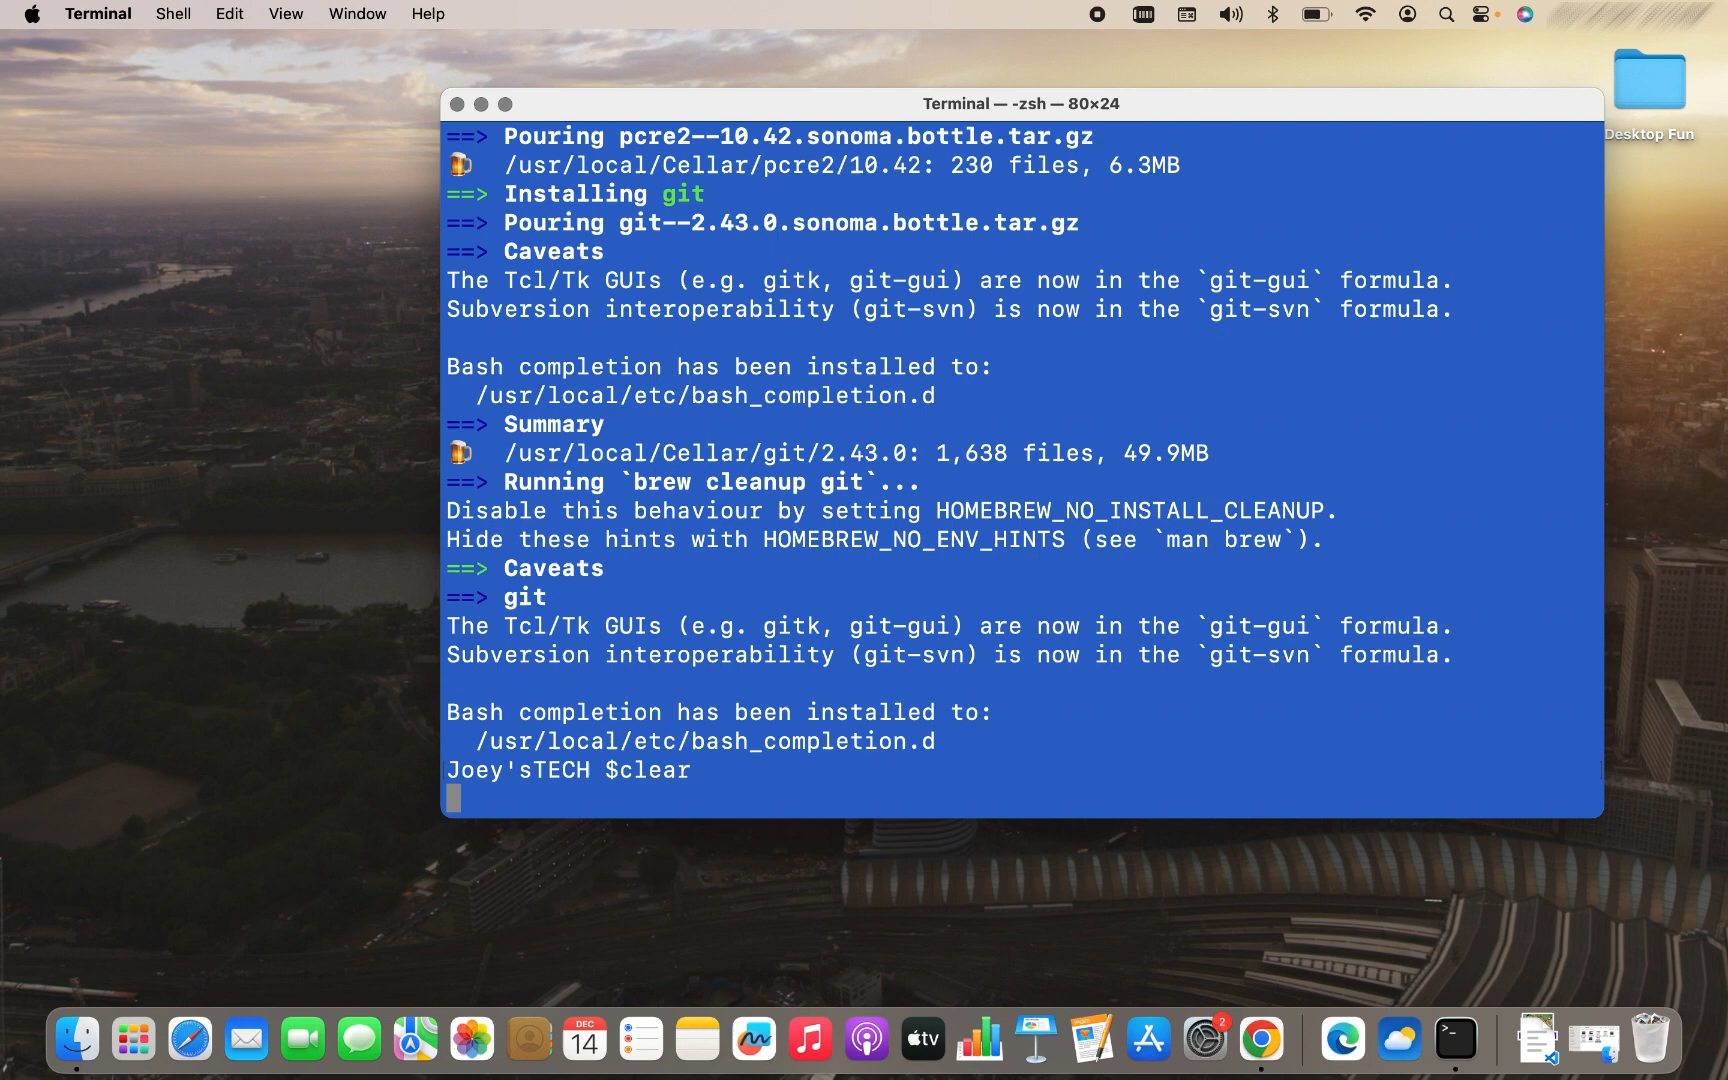 Terminal Shell Edit View Window Help
Desktop Fun
Terminal — -zsh — 80×24
==> Pouring pcre2--10.42.sonoma.bottle.tar.gz
🍺 /usr/local/Cellar/pcre2/10.42: 230 files, 6.3MB
==> Installing git
==> Pouring git--2.43.0.sonoma.bottle.tar.gz
==> Caveats
The Tcl/Tk GUIs (e.g. gitk, git-gui) are now in the `git-gui` formula.
Subversion interoperability (git-svn) is now in the `git-svn` formula.
Bash completion has been installed to:
/usr/local/etc/bash_completion.d
==> Summary
🍺 /usr/local/Cellar/git/2.43.0: 1,638 files, 49.9MB
==> Running `brew cleanup git`...
Disable this behaviour by setting HOMEBREW_NO_INSTALL_CLEANUP.
Hide these hints with HOMEBREW_NO_ENV_HINTS (see `man brew`).
==> Caveats
==> git
The Tcl/Tk GUIs (e.g. gitk, git-gui) are now in the `git-gui` formula.
Subversion interoperability (git-svn) is now in the `git-svn` formula.
Bash completion has been installed to:
/usr/local/etc/bash_completion.d
Joey'sTECH $clear
DEC
14
tv
2
>_